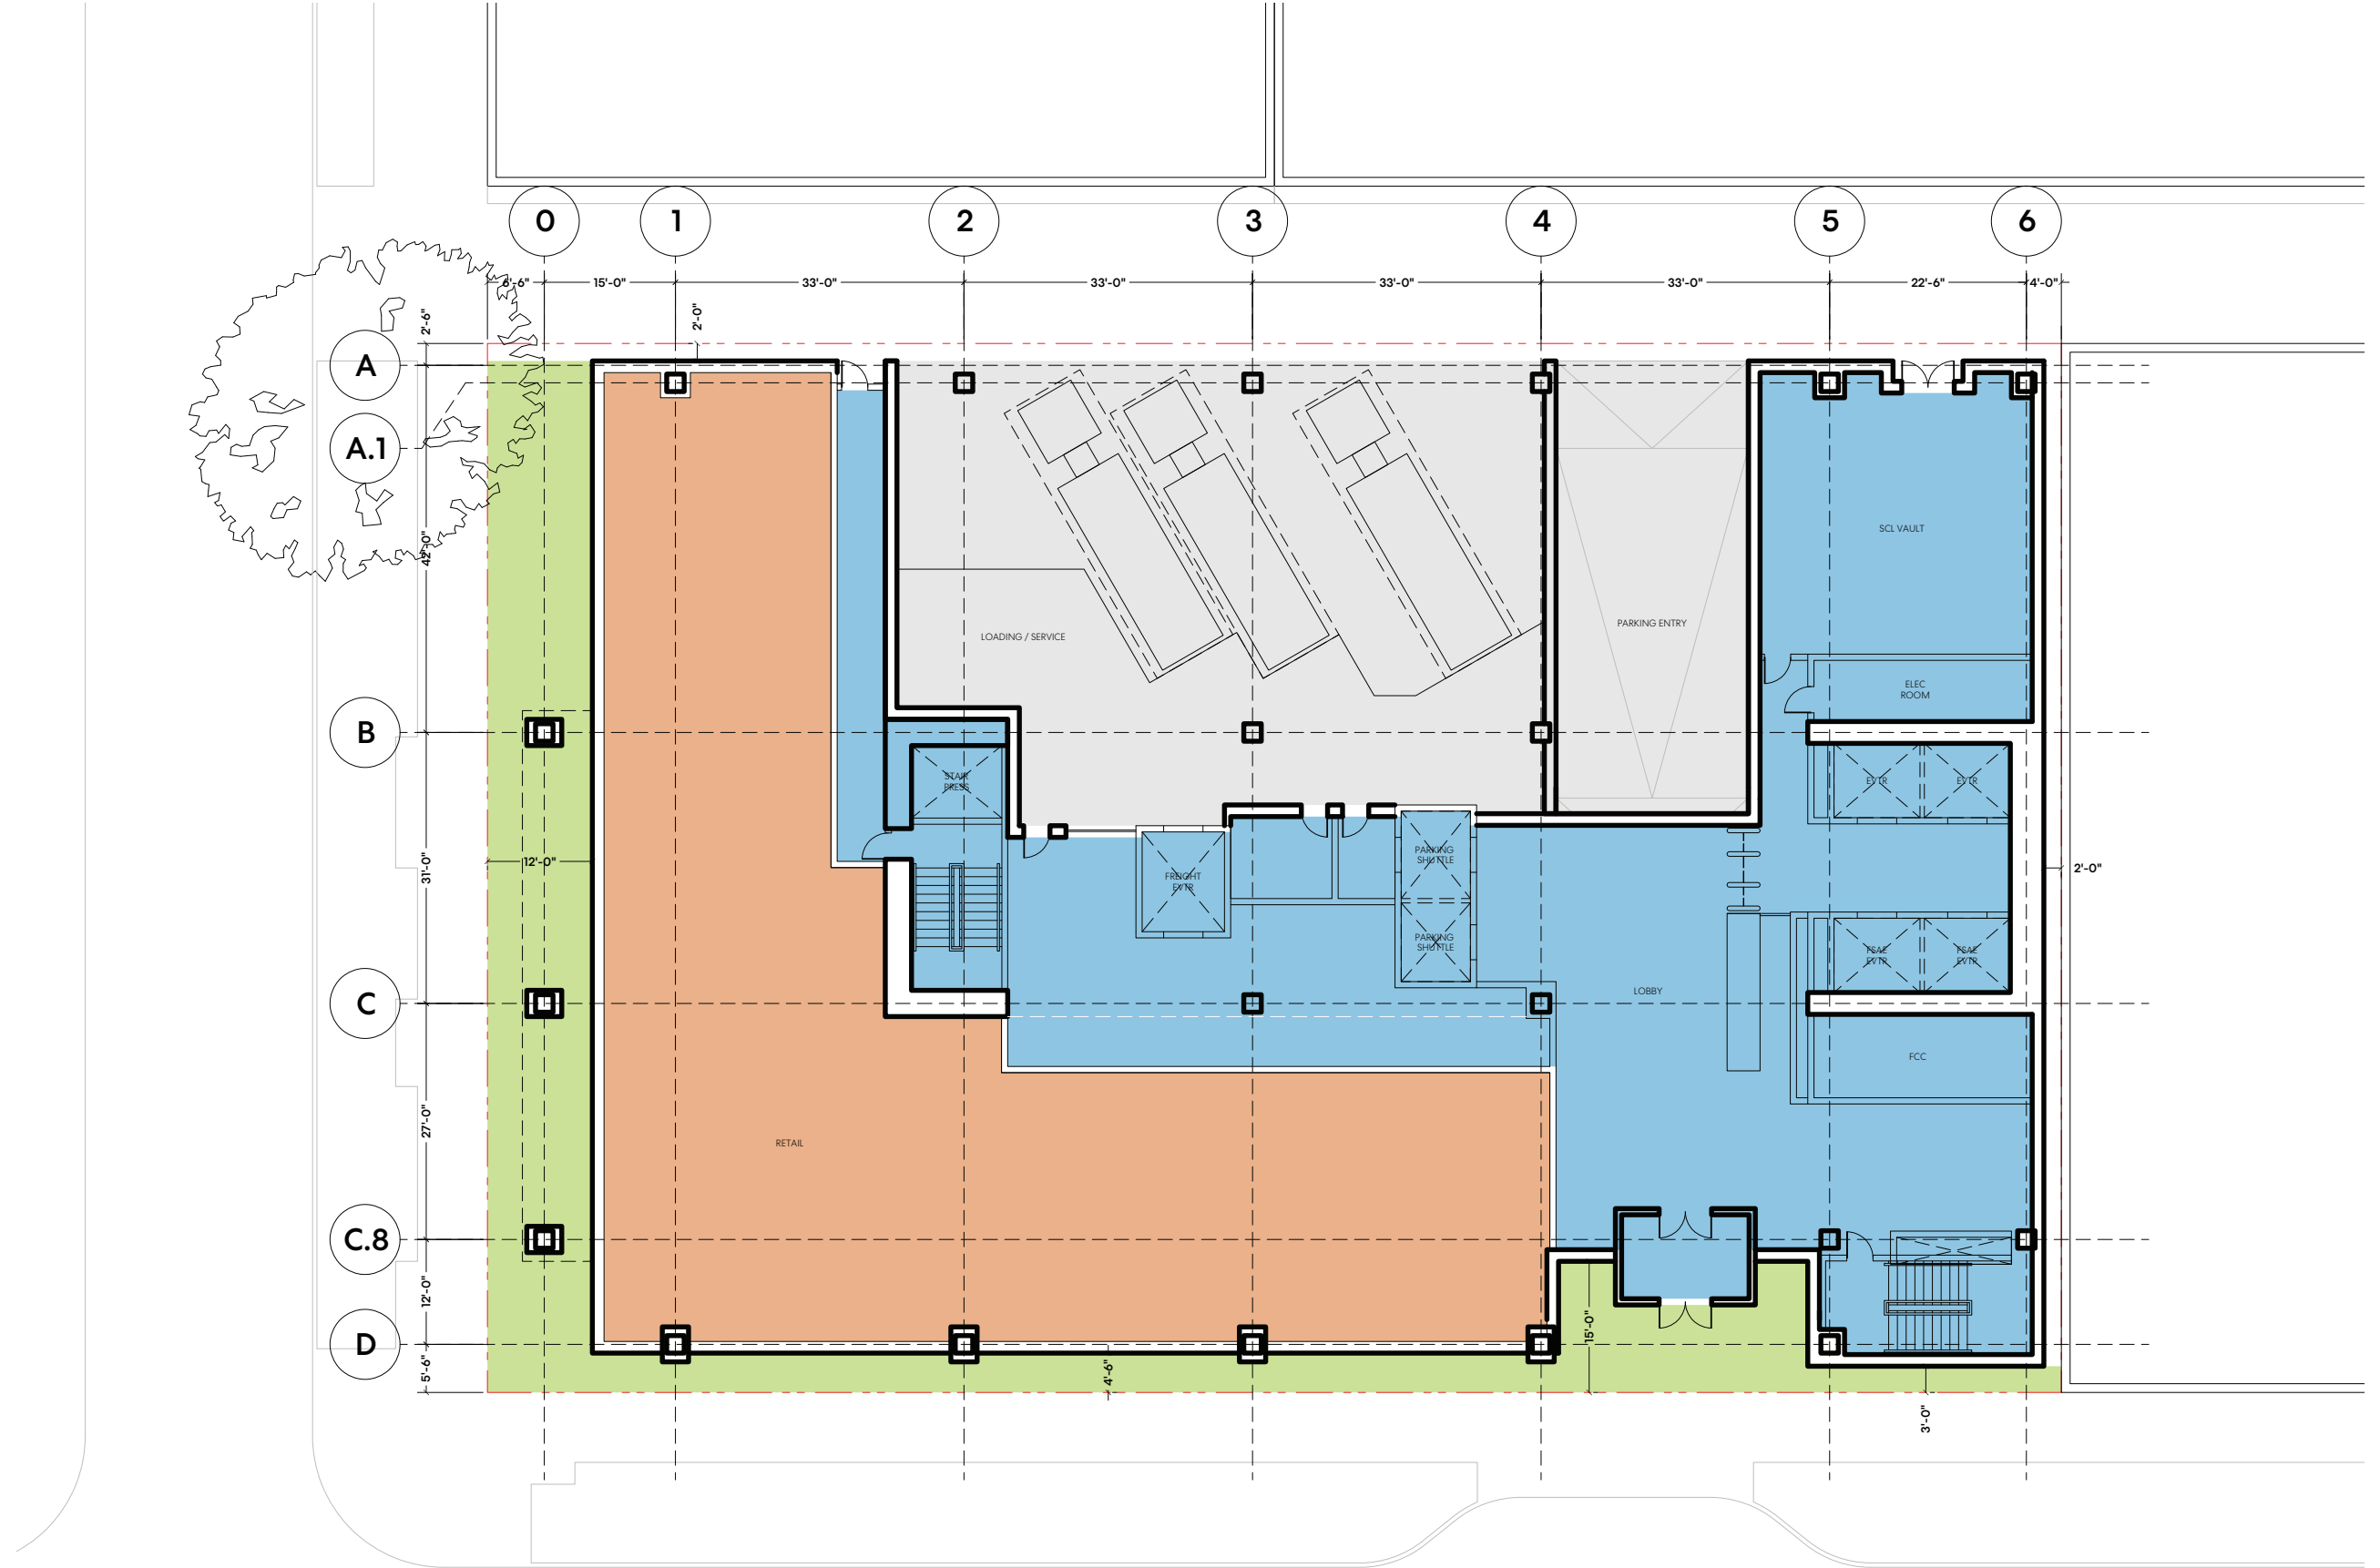 0
1
2
3
4
5
6
6'-6"
15'-0"
33'-0"
33'-0"
33'-0"
33'-0"
22'-6"
4'-0"
2'-6"
2'-0"
A
A.1
42'-0"
SCL VAULT
PARKING ENTRY
LOADING / SERVICE
ELEC
ROOM
B
STAIR
PRESS
EVTR
EVTR
12'-0"
31'-0"
PARKING
SHUTTLE
FREIGHT
EVTR
2'-0"
PARKING
SHUTTLE
FSAE
EVTR
FSAE
EVTR
LOBBY
C
FCC
27'-0"
RETAIL
C.8
12'-0"
15'-0"
D
5'-6"
4'-6"
3'-0"